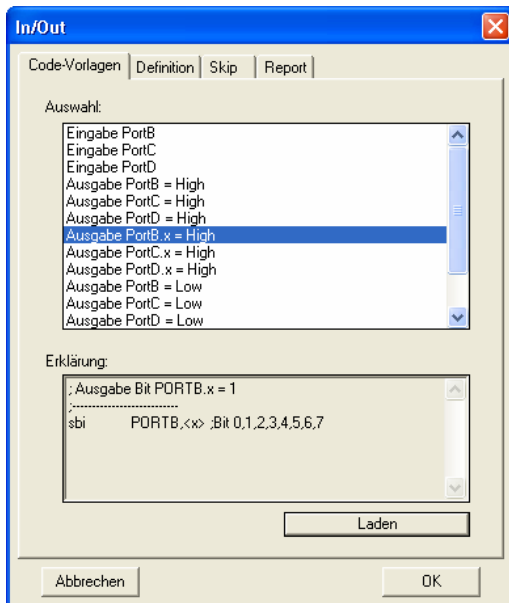 In/Out
Code-Vorlagen Definition Skip Report
Auswahl:
Eingabe PortB
Eingabe PortC
Eingabe PortD
Ausgabe PortB = High
Ausgabe PortC = High
Ausgabe PortD = High
Ausgabe PortB.x = High
Ausgabe PortC.x = High
Ausgabe PortD.x = High
Ausgabe PortB = Low
Ausgabe PortC = Low
Ausgabe PortD = Low
Erklärung:
; Ausgabe Bit PORTB.x = 1
;--------------------------
sbi PORTB,<x> ;Bit 0,1,2,3,4,5,6,7
Laden
Abbrechen OK